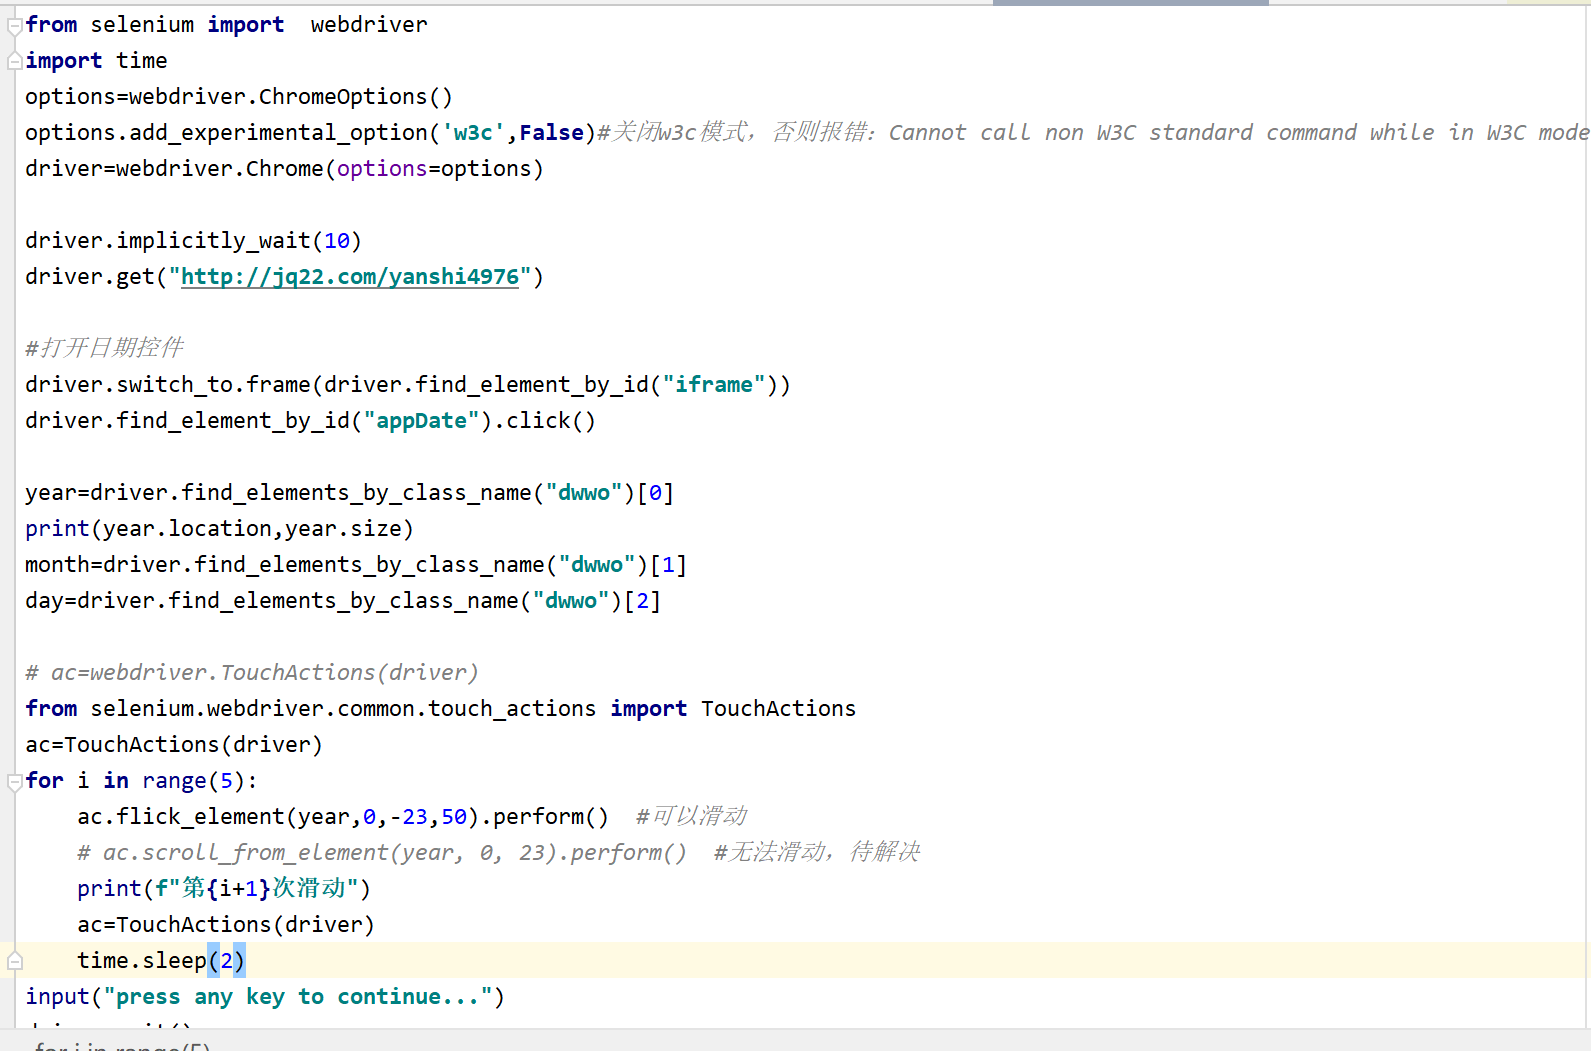 from selenium import  webdriver
import time
options=webdriver.ChromeOptions()
options.add_experimental_option('w3c',False)#关闭w3c模式，否则报错：Cannot call non W3C standard command while in W3C mode
driver=webdriver.Chrome(options=options)
driver.implicitly_wait(10)
driver.get("http://jq22.com/yanshi4976")
#打开日期控件
driver.switch_to.frame(driver.find_element_by_id("iframe"))
driver.find_element_by_id("appDate").click()
year=driver.find_elements_by_class_name("dwwo")[0]
print(year.location,year.size)
month=driver.find_elements_by_class_name("dwwo")[1]
day=driver.find_elements_by_class_name("dwwo")[2]
# ac=webdriver.TouchActions(driver)
from selenium.webdriver.common.touch_actions import TouchActions
ac=TouchActions(driver)
for i in range(5):
    ac.flick_element(year,0,-23,50).perform()  #可以滑动
    # ac.scroll_from_element(year, 0, 23).perform()  #无法滑动，待解决
    print(f"第{i+1}次滑动")
    ac=TouchActions(driver)
    time.sleep(2)
input("press any key to continue...")
for i in range(5)